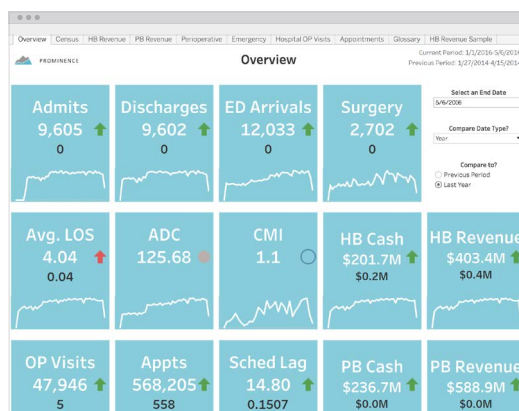 Overview Census HB Revenue PB Revenue Perioperative Emergency Hospital OP Visits Appointments Glossary HB Revenue Sample
PROMINENCE
Overview
Current Period: 1/1/2016-5/6/2016
Previous Period: 1/27/2014-4/15/2014
Admits
9,605
0
Discharges
9,602
0
ED Arrivals
12,033
0
Surgery
2,702
0
Select an End Date
5/6/2016
Compare Date Type?
Year
Compare to?
Previous Period
Last Year
Avg. LOS
4.04
0.04
ADC
125.68
CMI
1.1
HB Cash
$201.7M
$0.2M
HB Revenue
$403.4M
$0.4M
OP Visits
47,946
5
Appts
568,205
558
Sched Lag
14.80
0.1507
PB Cash
$236.7M
$0.0M
PB Revenue
$588.9M
$0.0M